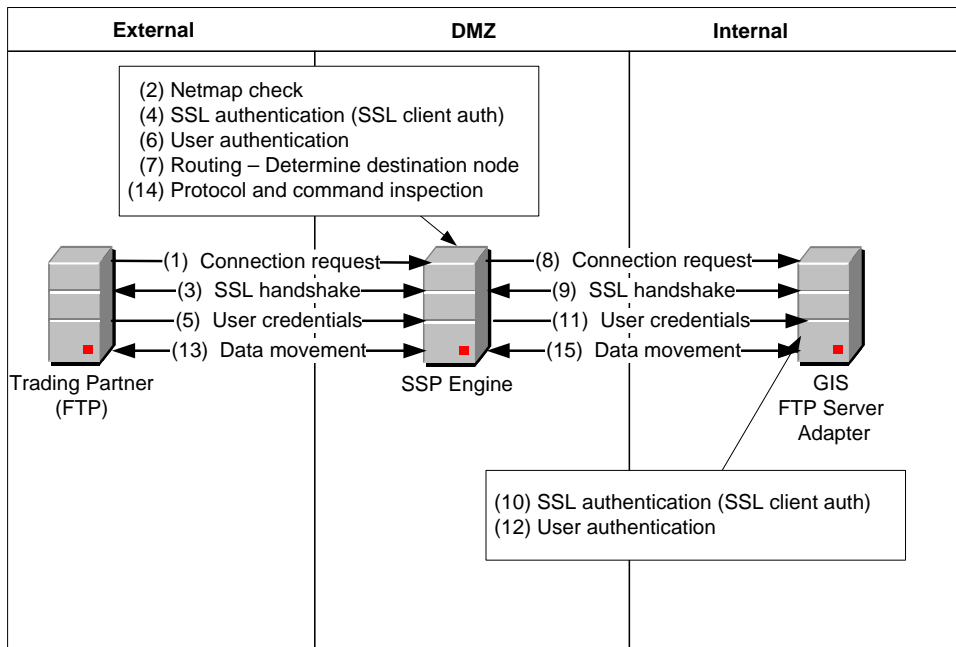 External
DMZ
Internal
(2) Netmap check
(4) SSL authentication (SSL client auth)
(6) User authentication
(7) Routing – Determine destination node
(14) Protocol and command inspection
(1) Connection request
(8) Connection request
(3) SSL handshake
(9) SSL handshake
(5) User credentials
(11) User credentials
(13) Data movement
(15) Data movement
Trading Partner
(FTP)
SSP Engine
GIS
FTP Server
Adapter
(10) SSL authentication (SSL client auth)
(12) User authentication